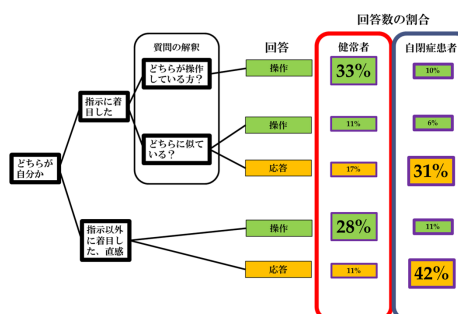 回答数の割合
質問の解釈
回答
健常者
自閉症患者
どちらが操作
している方？
操作
33%
10%
指示に着
目した
操作
11%
6%
どちらに似て
いる？
応答
17%
31%
どちらが
自分か
指示以外
に着目し
た、直感
操作
28%
11%
応答
11%
42%